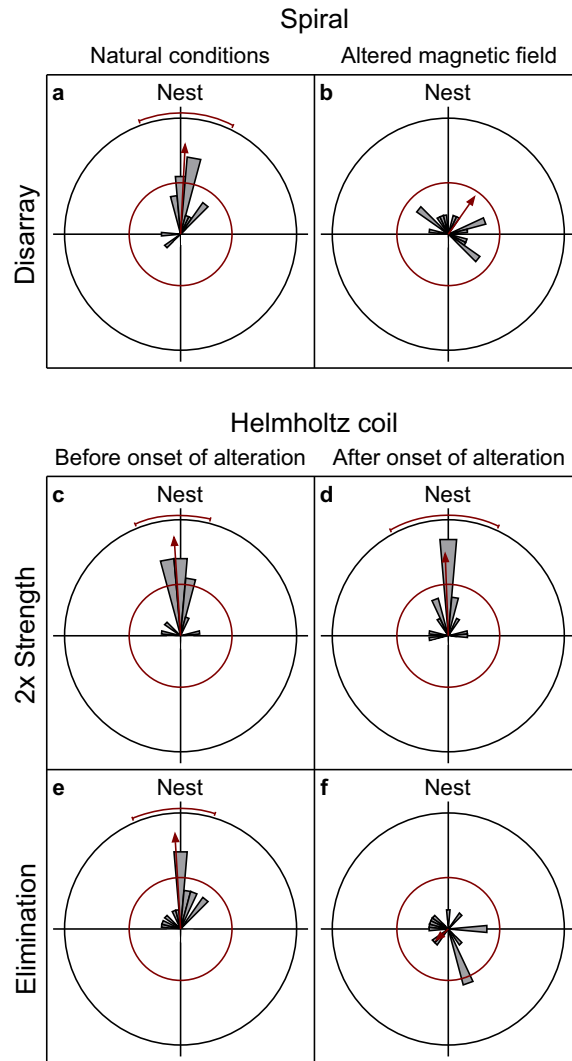 Spiral
Natural conditions
Altered magnetic field
a
Nest
b
Nest
Disarray
Helmholtz coil
Before onset of alteration
After onset of alteration
c
Nest
d
Nest
2x Strength
e
Nest
f
Nest
Elimination